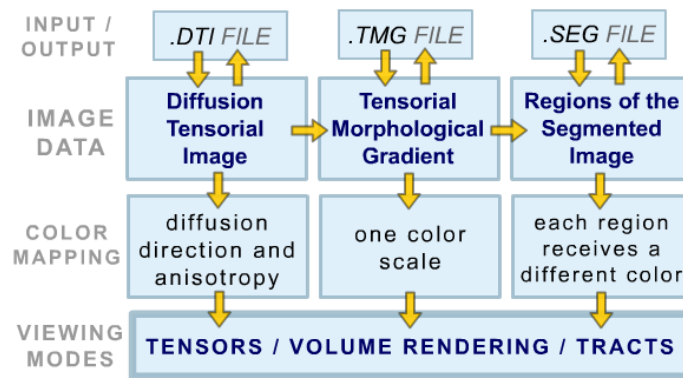 INPUT /
OUTPUT
.DTI FILE
.TMG FILE
.SEG FILE
IMAGE
DATA
Diffusion
Tensorial
Image
Tensorial
Morphological
Gradient
Regions of the
Segmented
Image
COLOR
MAPPING
diffusion
direction and
anisotropy
one color
scale
each region
receives a
different color
VIEWING
MODES
TENSORS / VOLUME RENDERING / TRACTS